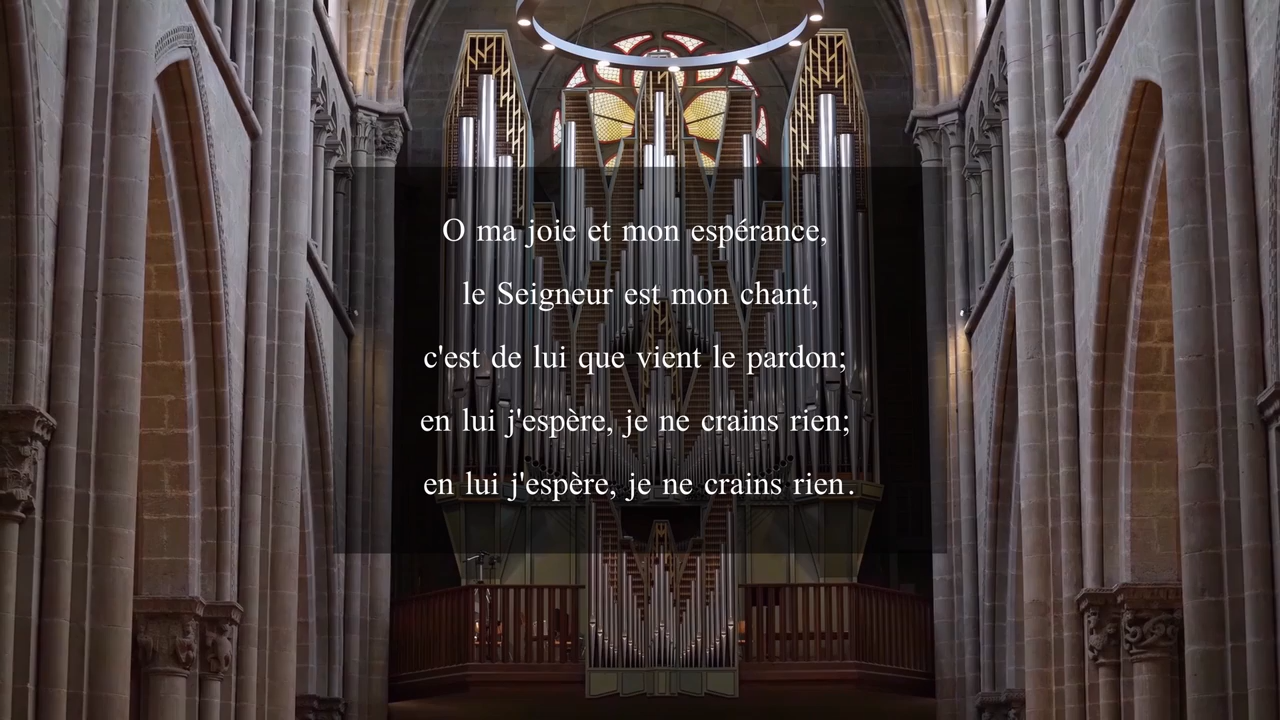 O ma joie et mon espérance,
le Seigneur est mon chant,
c'est de lui que vient le pardon;
en lui j'espère, je ne crains rien;
en lui j'espère, je ne crains rien.